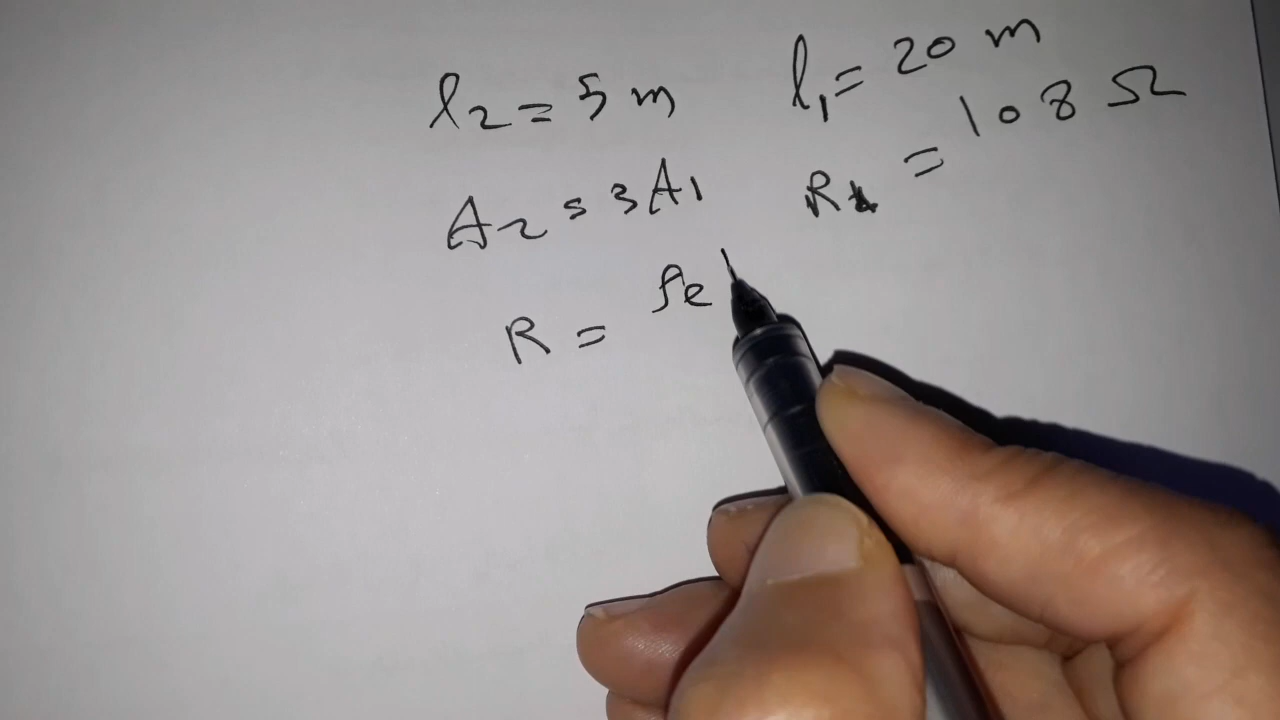 l2 = 5 m l1 = 20 m
A2 = 3A1 R1 = 108 Ω
R = ρℓ